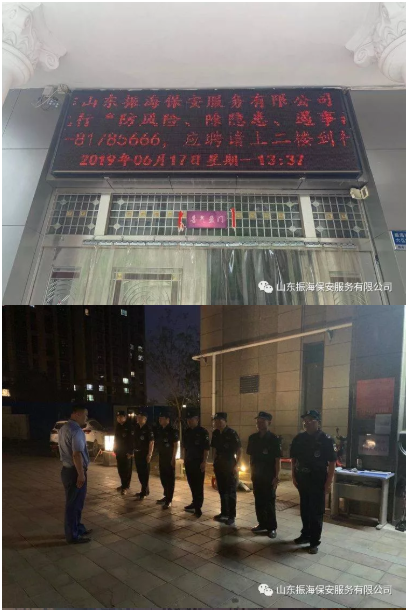 山东振海保安服务有限公司
行“防风险、除隐患、遏事故
81785666，应聘请上二楼到
2019年06月17日星期一13:37
山东振海保安服务有限公司
山东振海保安服务有限公司